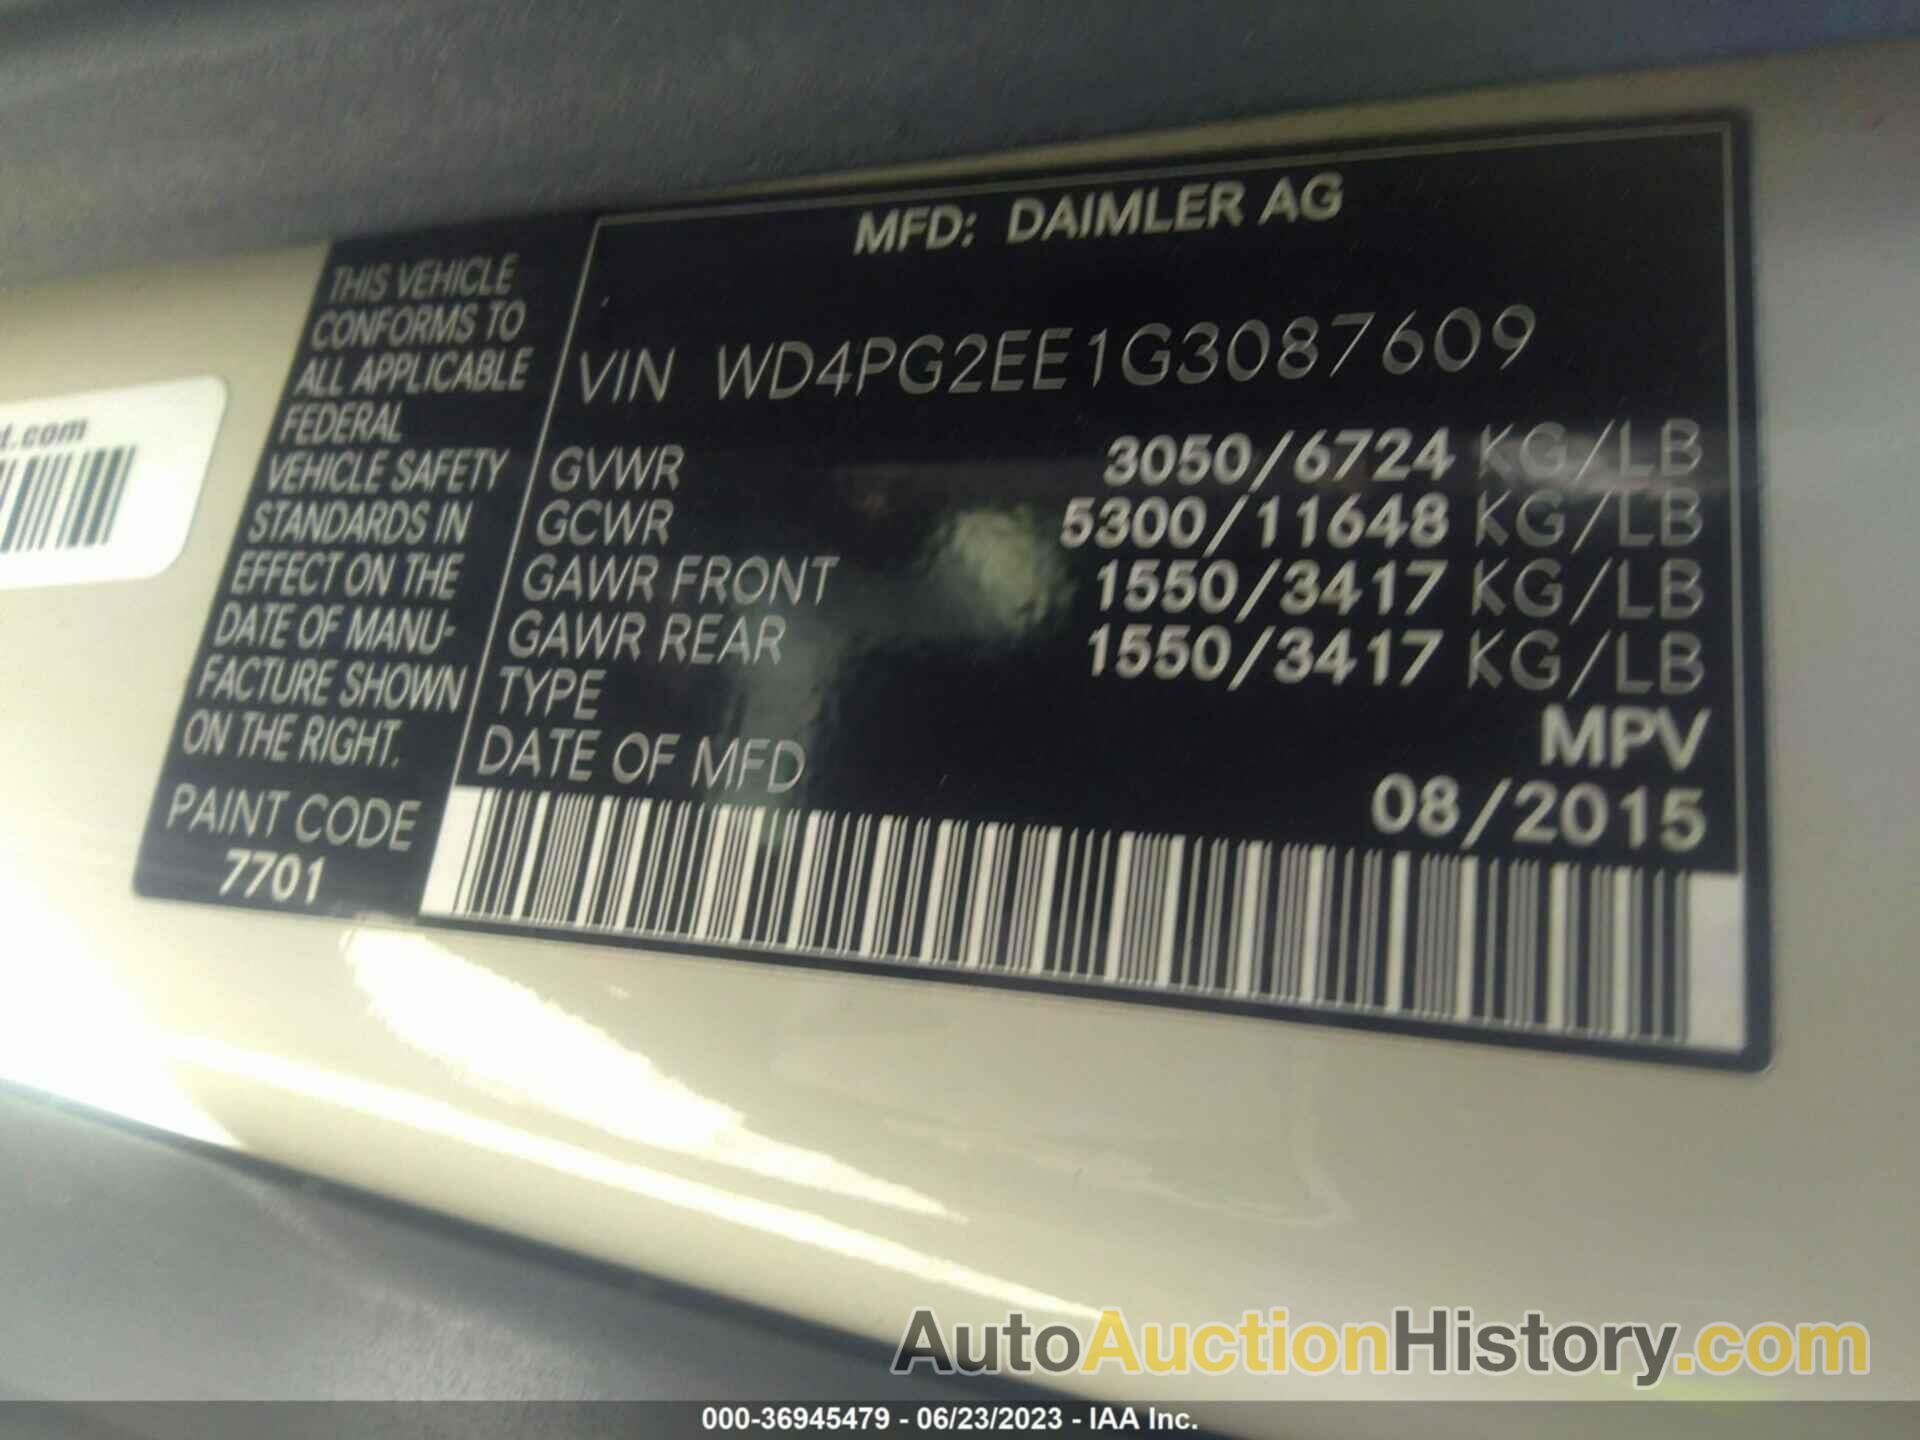 t.com
THIS VEHICLE
CONFORMS TO
ALL APPLICABLE
FEDERAL
VEHICLE SAFETY
STANDARDS IN
EFFECT ON THE
DATE OF MANU-
FACTURE SHOWN
ON THE RIGHT.
PAINT CODE
7701
MFD: DAIMLER AG
VIN WD4PG2EE1G3087609
GVWR 3050/6724 KG/LB
GCWR 5300/11648 KG/LB
GAWR FRONT 1550/3417 KG/LB
GAWR REAR 1550/3417 KG/LB
TYPE MPV
DATE OF MFD 08/2015
AutoAuctionHistory.com
000-36945479 - 06/23/2023 - IAA Inc.